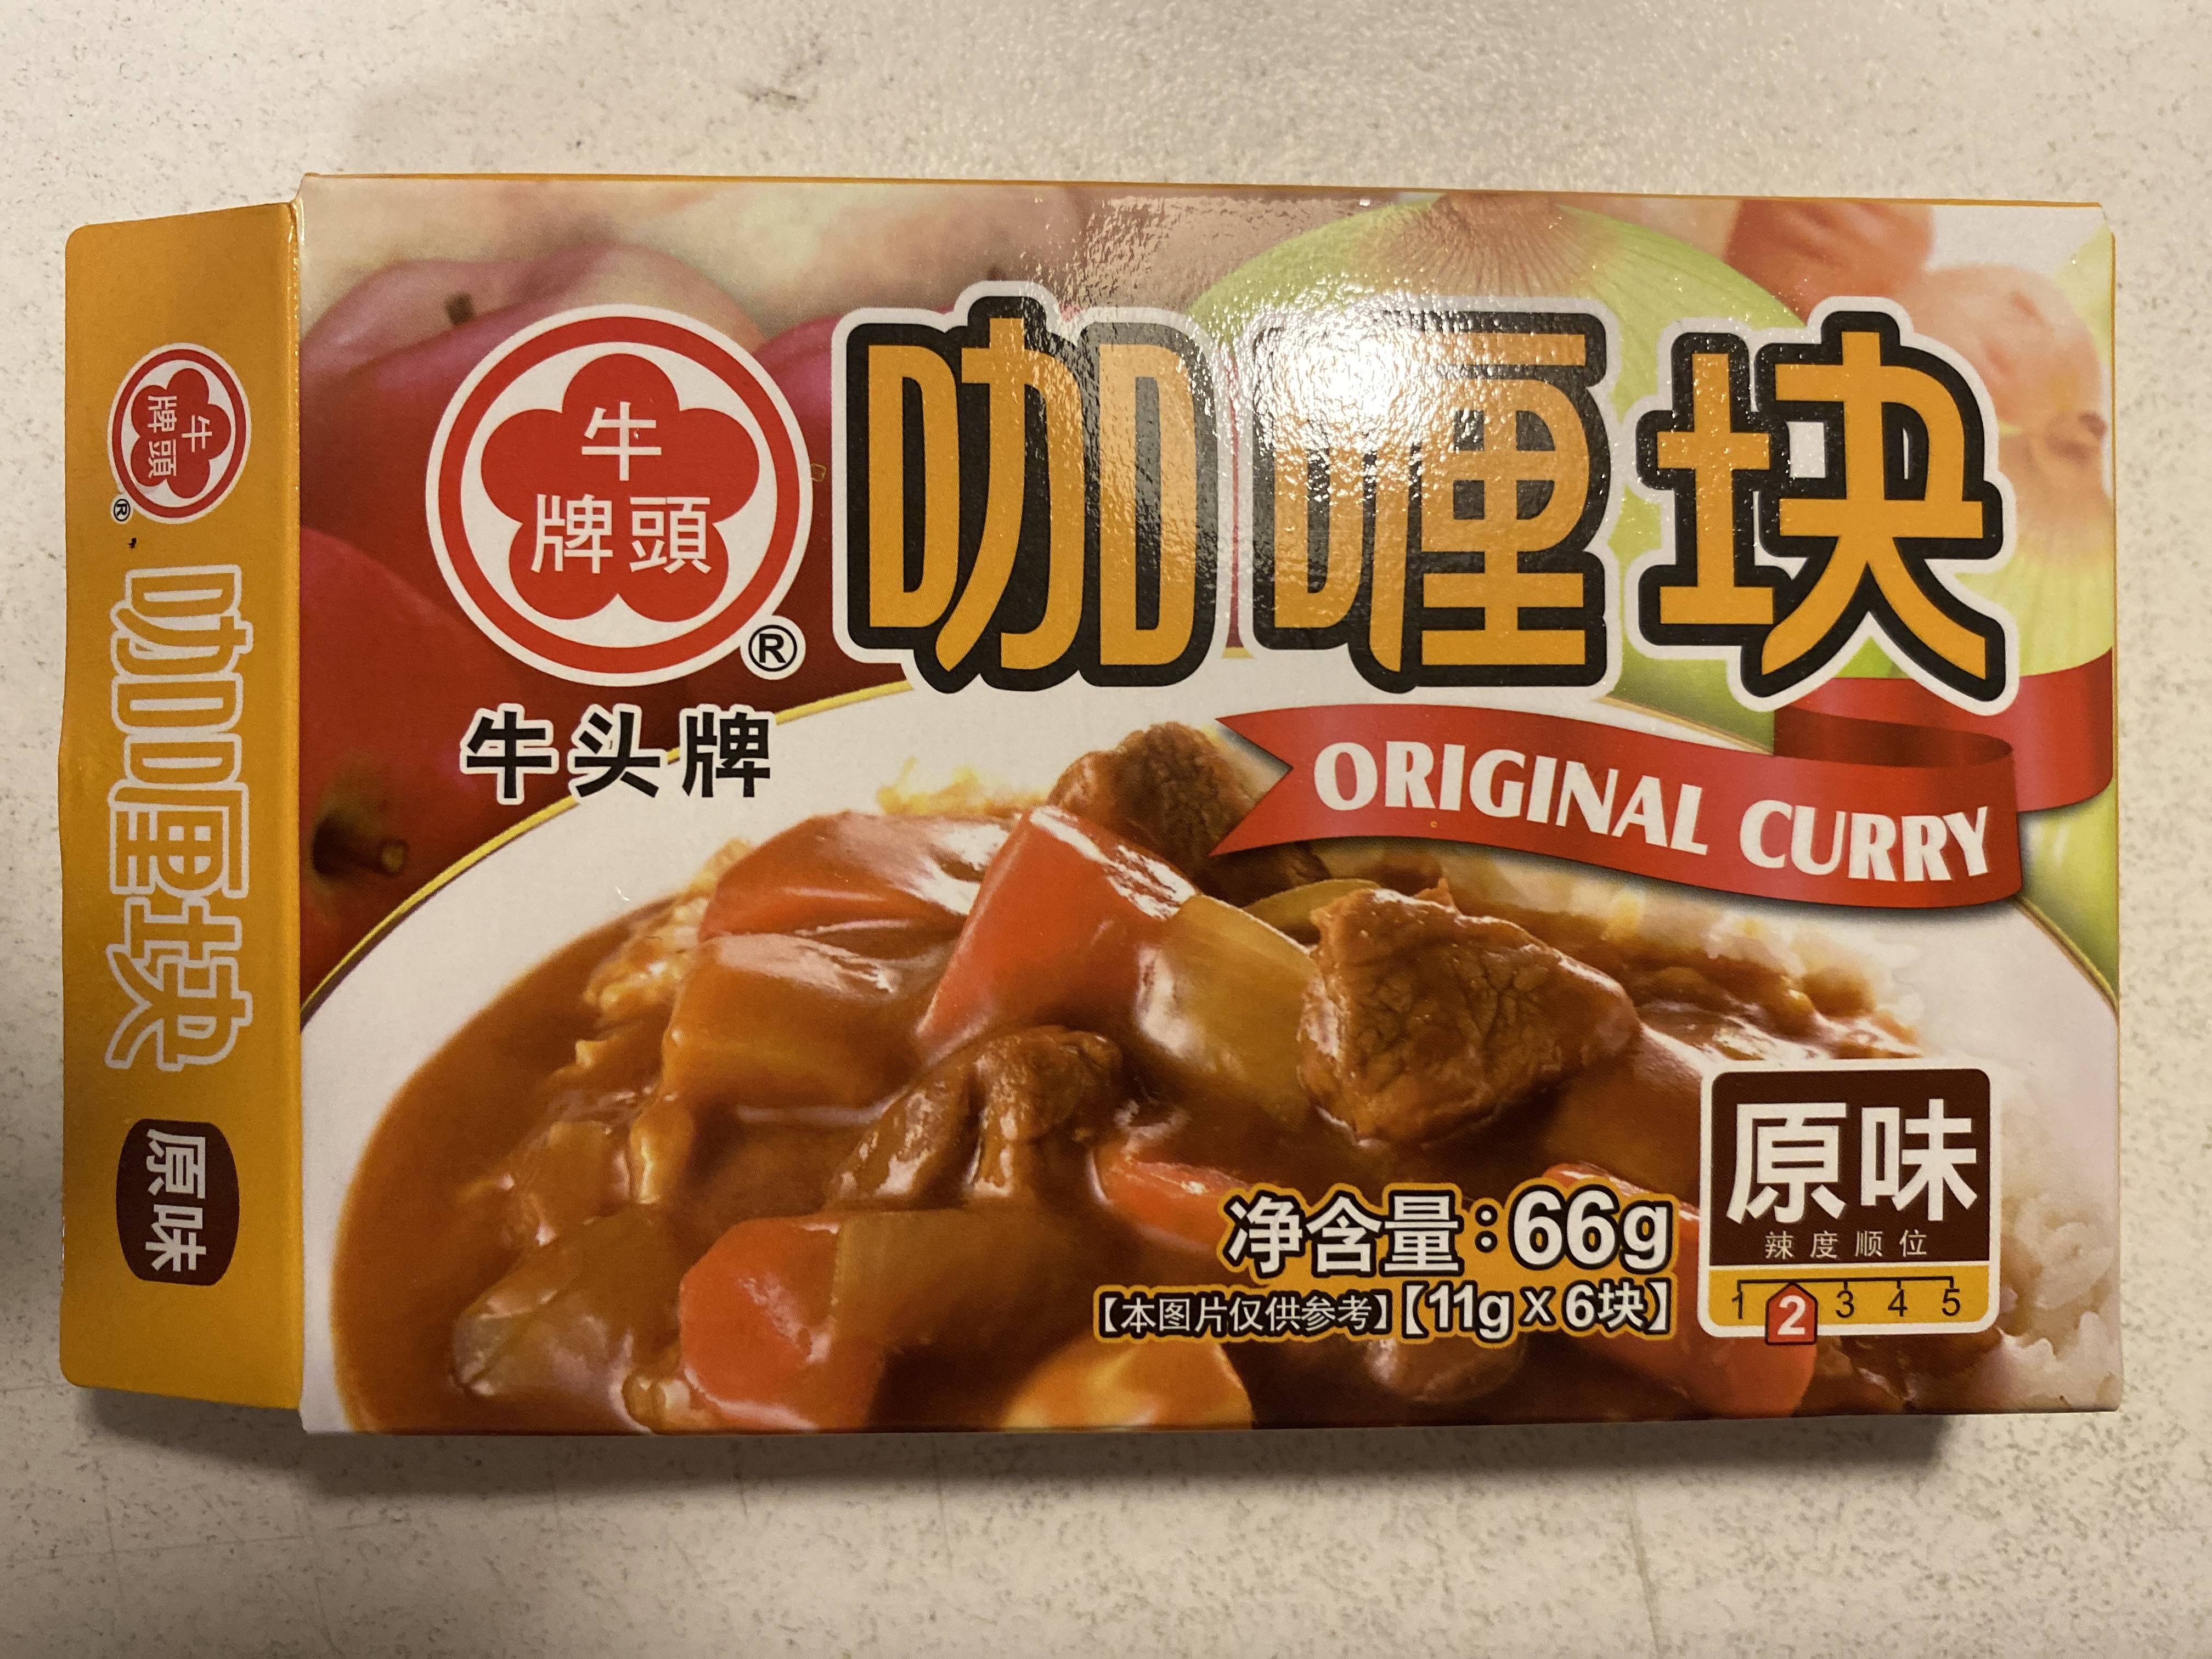 牛
牌頭
®
牛头牌
咖喱块
ORIGINAL CURRY
原味
辣度顺位
1 2 3 4 5
净含量:66g
【本图片仅供参考】【11g x 6块】
牛
牌頭
®
咖喱块
原味